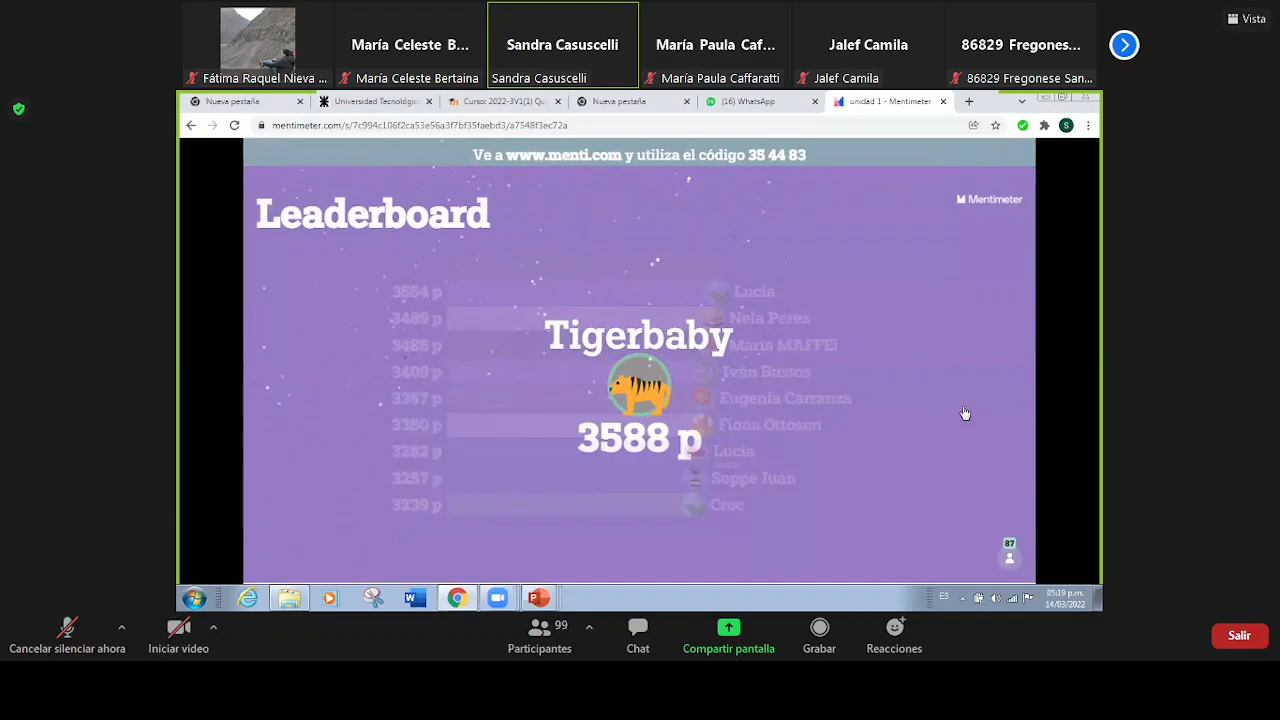 María Celeste B...
Sandra Casuscelli
María Paula Caf...
Jalef Camila
86829 Fregones...
Vista
Fátima Raquel Nieva ...
María Celeste Bertaina
Sandra Casuscelli
María Paula Caffaratti
Jalef Camila
86829 Fregonese San...
Nueva pestaña
Universidad Tecnológic
Curso: 2022-3V1(1) Qu
Nueva pestaña
(16) WhatsApp
unidad 1 - Mentimeter
mentimeter.com/s/7c994c106f2ca53e56a3f7bf35faebd3/a7548f3ec72a
S
Ve a www.menti.com y utiliza el código 35 44 83
Leaderboard
Mentimeter
3554 p Lucia
3489 p Nela Perez
3488 p Maria MAFFEi
3409 p Iván Bustos
3367 p Eugenia Carranza
3350 p Fiona Ottosen
3282 p Lucia
3257 p Soppe Juan
3239 p Cruc
Tigerbaby
3588 p
87
ES
05:19 p.m.
14/03/2022
Cancelar silenciar ahora
Iniciar video
99
Participantes
Chat
Compartir pantalla
Grabar
Reacciones
Salir